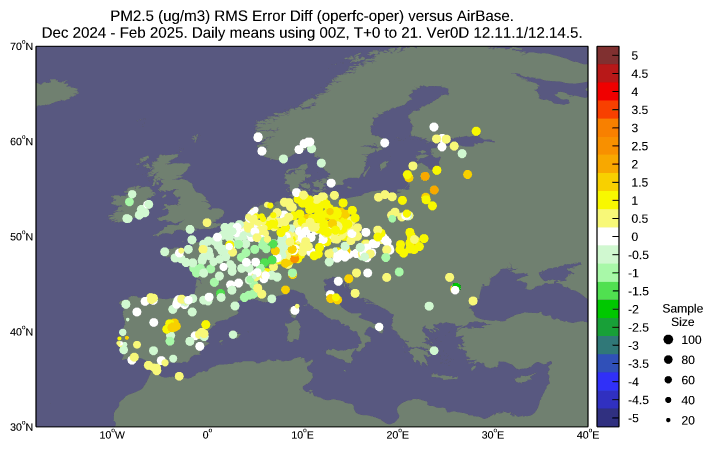 PM2.5 (ug/m3) RMS Error Diff (operfc-oper) versus AirBase.
Dec 2024 - Feb 2025. Daily means using 00Z, T+0 to 21. Ver0D 12.11.1/12.14.5.
70°N
60°N
50°N
40°N
30°N
10°W
0°
10°E
20°E
30°E
40°E
5
4.5
4
3.5
3
2.5
2
1.5
1
0.5
0
-0.5
-1
-1.5
-2
-2.5
-3
-3.5
-4
-4.5
-5
Sample
Size
100
80
60
40
20